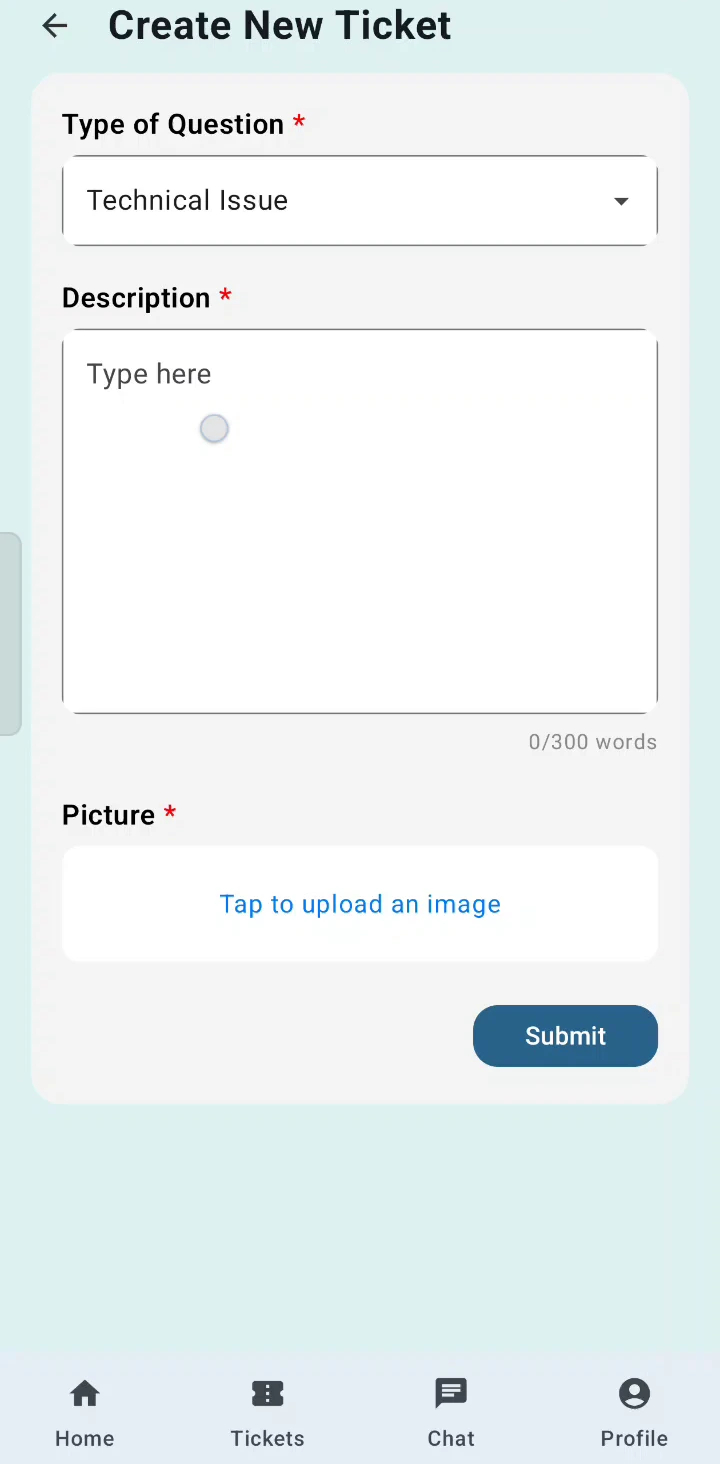 Create New Ticket
Type of Question *
Technical Issue
Description *
Type here
0/300 words
Picture *
Tap to upload an image
Submit
Home
Tickets
Chat
Profile